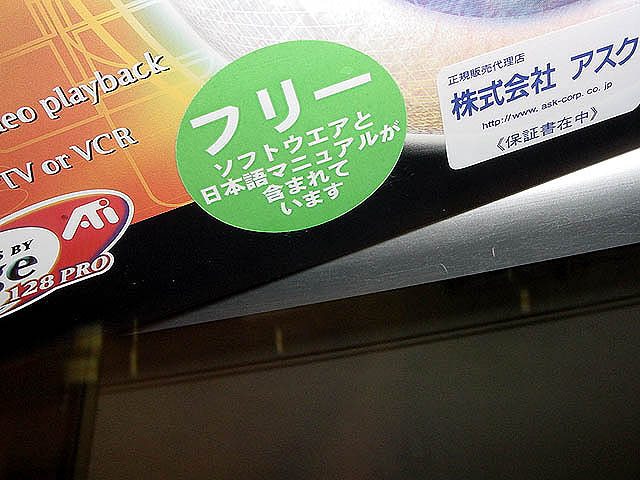 playback
TV or VCR
ATi
BY
128 PRO
フリー
ソフトウエアと
日本語マニュアルが
含まれて
います
正規販売代理店
株式会社 アスク
http://www.ask-corp.co.jp
《保証書在中》